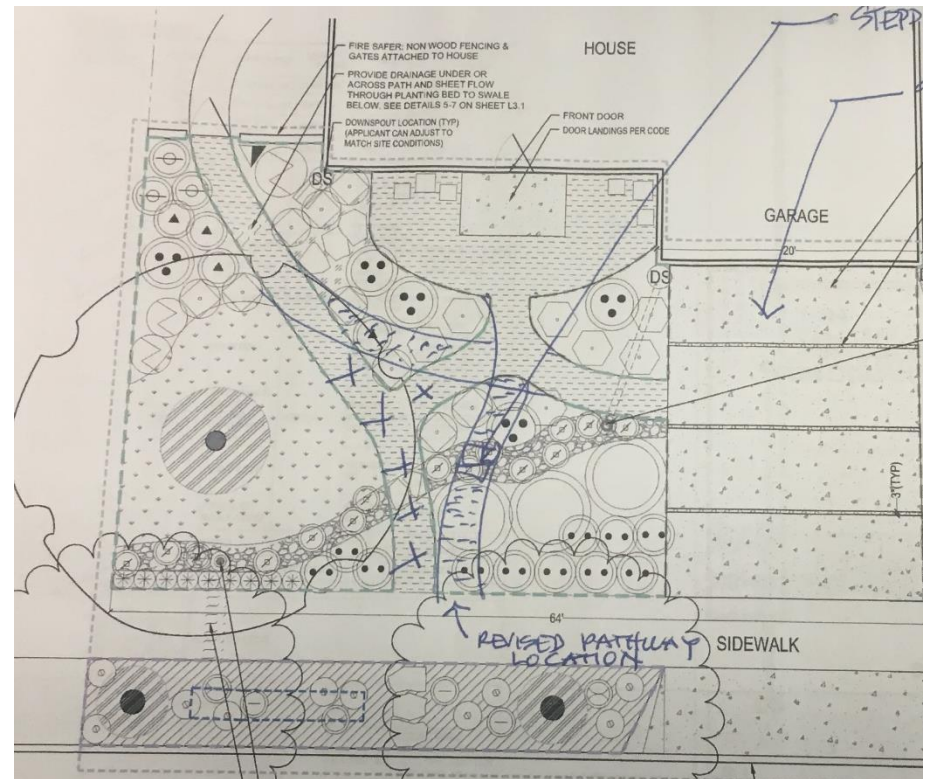 STEPP
HOUSE
FIRE SAFER: NON WOOD FENCING &
GATES ATTACHED TO HOUSE
PROVIDE DRAINAGE UNDER OR
ACROSS PATH AND SHEET FLOW
THROUGH PLANTING BED TO SWALE
BELOW. SEE DETAILS 5-7 ON SHEET L3.1
DOWNSPOUT LOCATION (TYP)
(APPLICANT CAN ADJUST TO
MATCH SITE CONDITIONS)
FRONT DOOR
DOOR LANDINGS PER CODE
DS
GARAGE
20'
DS
3"(TYP)
64'
REVISED PATHWAY
LOCATION
SIDEWALK